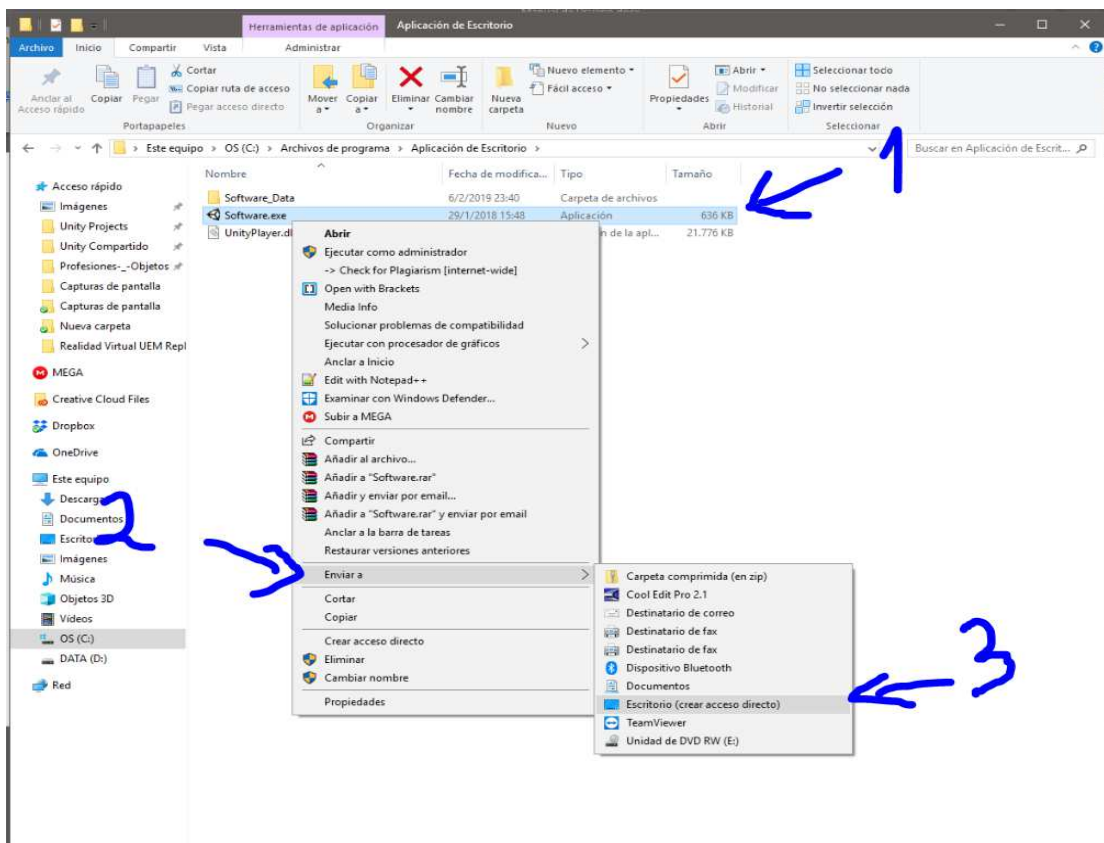 Herramientas de aplicación Aplicación de Escritorio
Archivo Inicio Compartir Vista Administrar
Anclar al Acceso rápido
Copiar
Pegar
Cortar
Copiar ruta de acceso
Pegar acceso directo
Mover a
Copiar a
Eliminar
Cambiar nombre
Nueva carpeta
Nuevo elemento
Fácil acceso
Propiedades
Abrir
Modificar
Historial
Seleccionar todo
No seleccionar nada
Invertir selección
Portapapeles Organizar Nuevo Abrir Seleccionar
1
Este equipo > OS (C:) > Archivos de programa > Aplicación de Escritorio >
Buscar en Aplicación de Escrit...
Nombre Fecha de modifica... Tipo Tamaño
Software_Data 6/2/2019 23:40 Carpeta de archivos
Software.exe 29/1/2018 15:48 Aplicación 636 KB
UnityPlayer.dl n de la apl... 21.776 KB
Acceso rápido
Imágenes
Unity Projects
Unity Compartido
Profesiones-_-Objetos
Capturas de pantalla
Capturas de pantalla
Nueva carpeta
Realidad Virtual UEM Repl
MEGA
Creative Cloud Files
Dropbox
OneDrive
Este equipo
Descarg
2
Documentos
Escrito
Imágenes
Música
Objetos 3D
Vídeos
OS (C:)
DATA (D:)
Red
Abrir
Ejecutar como administrador
-> Check for Plagiarism [internet-wide]
Open with Brackets
Media Info
Solucionar problemas de compatibilidad
Ejecutar con procesador de gráficos
Anclar a Inicio
Edit with Notepad++
Examinar con Windows Defender...
Subir a MEGA
Compartir
Añadir al archivo...
Añadir a "Software.rar"
Añadir y enviar por email...
Añadir a "Software.rar" y enviar por email
Anclar a la barra de tareas
Restaurar versiones anteriores
Enviar a
Cortar
Copiar
Crear acceso directo
Eliminar
Cambiar nombre
Propiedades
Carpeta comprimida (en zip)
Cool Edit Pro 2.1
Destinatario de correo
Destinatario de fax
Destinatario de fax
Dispositivo Bluetooth
Documentos
Escritorio (crear acceso directo)
TeamViewer
Unidad de DVD RW (E:)
3